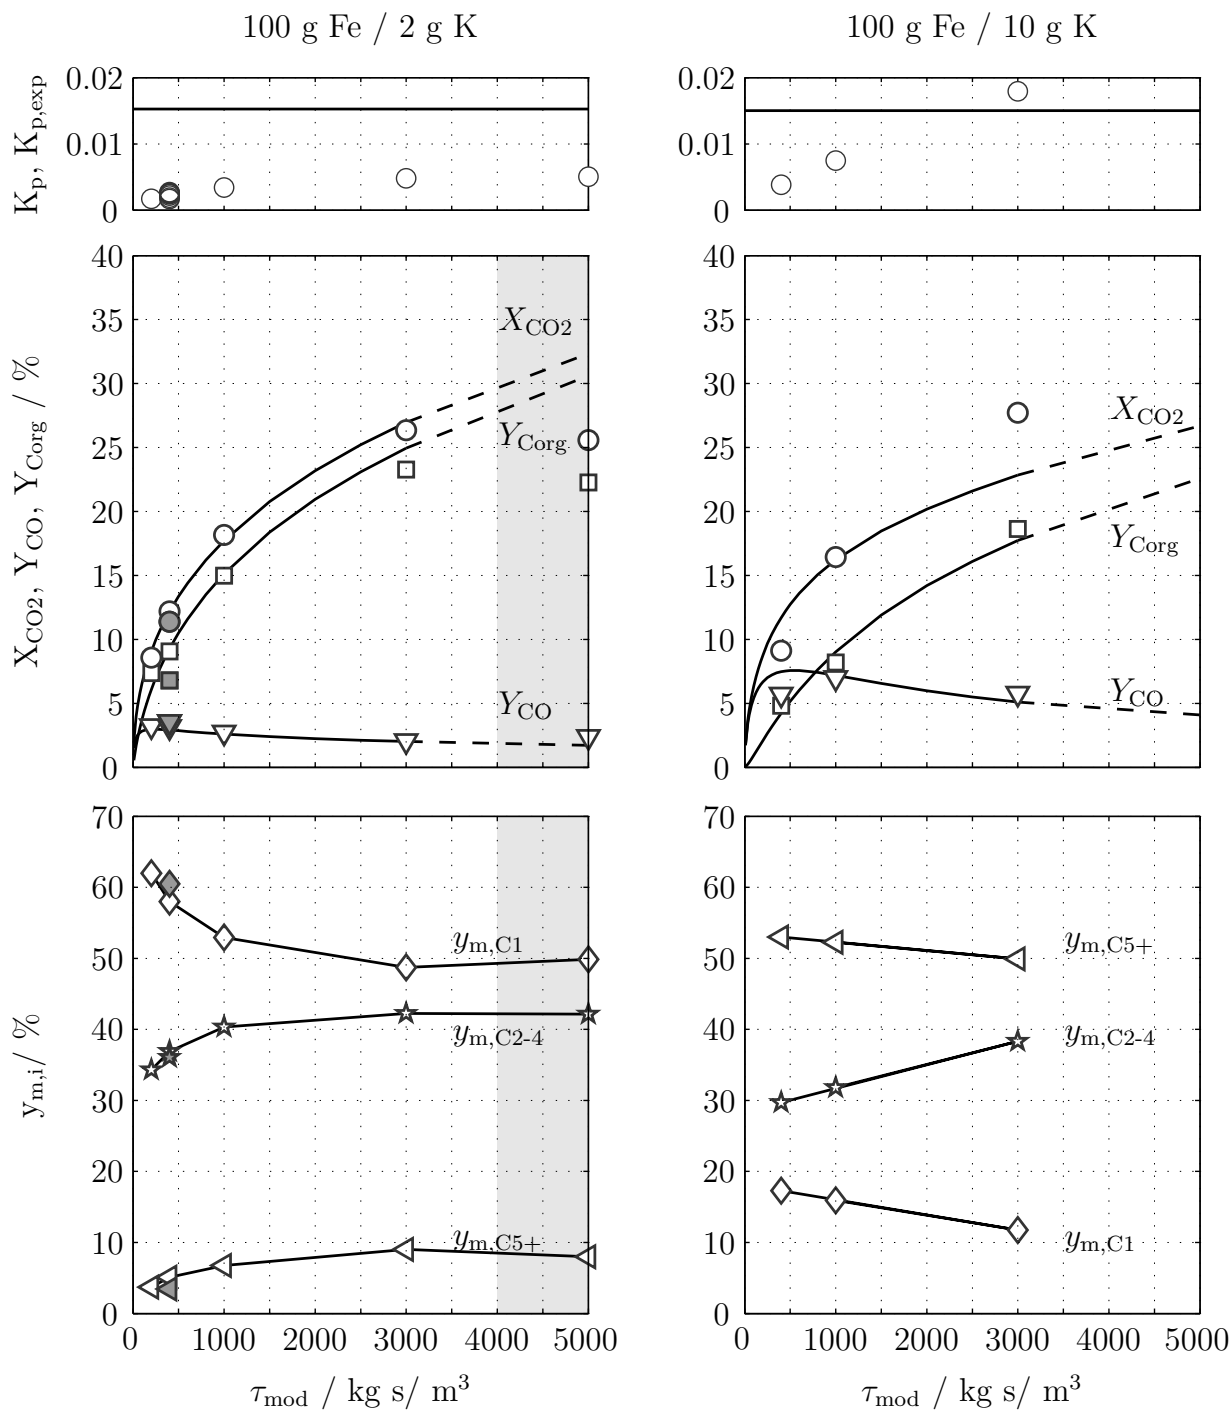 100 g Fe / 2 g K
100 g Fe / 10 g K
K_p, K_p,exp
0.02
0.01
0
0.02
0.01
0
X_CO2, Y_CO, Y_Corg / %
40
35
30
25
20
15
10
5
0
X_CO2
Y_Corg
Y_CO
40
35
30
25
20
15
10
5
0
X_CO2
Y_Corg
Y_CO
y_m,i/ %
70
60
50
40
30
20
10
0
y_m,C1
y_m,C2-4
y_m,C5+
0 1000 2000 3000 4000 5000
τ_mod / kg s/ m³
70
60
50
40
30
20
10
0
y_m,C5+
y_m,C2-4
y_m,C1
0 1000 2000 3000 4000 5000
τ_mod / kg s/ m³